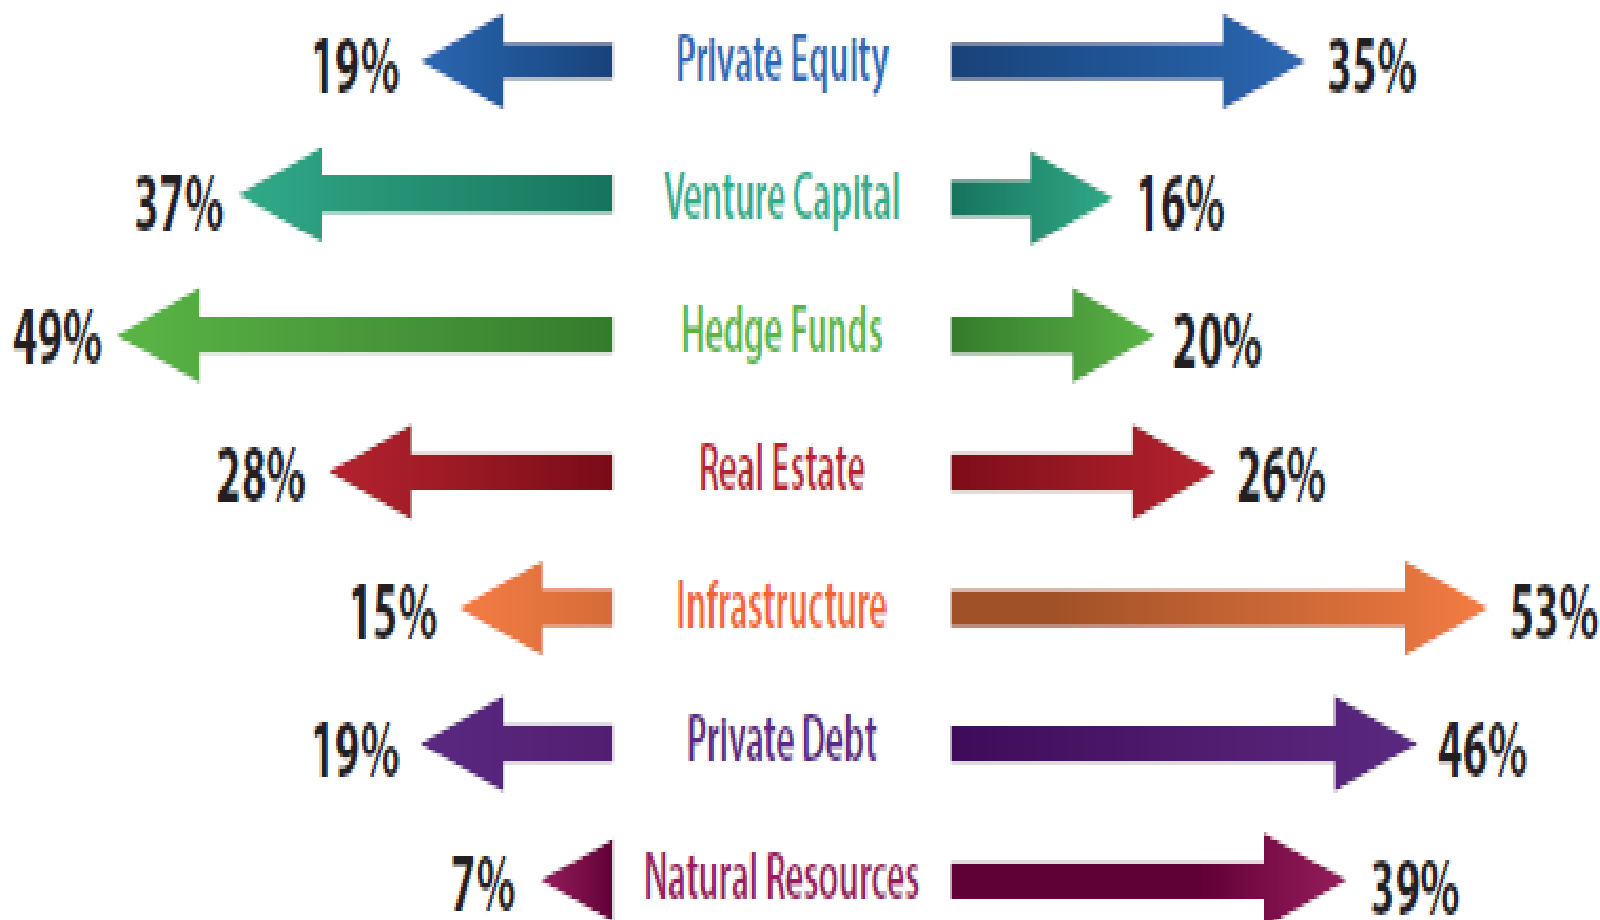 19% Private Equity 35%
37% Venture Capital 16%
49% Hedge Funds 20%
28% Real Estate 26%
15% Infrastructure 53%
19% Private Debt 46%
7% Natural Resources 39%